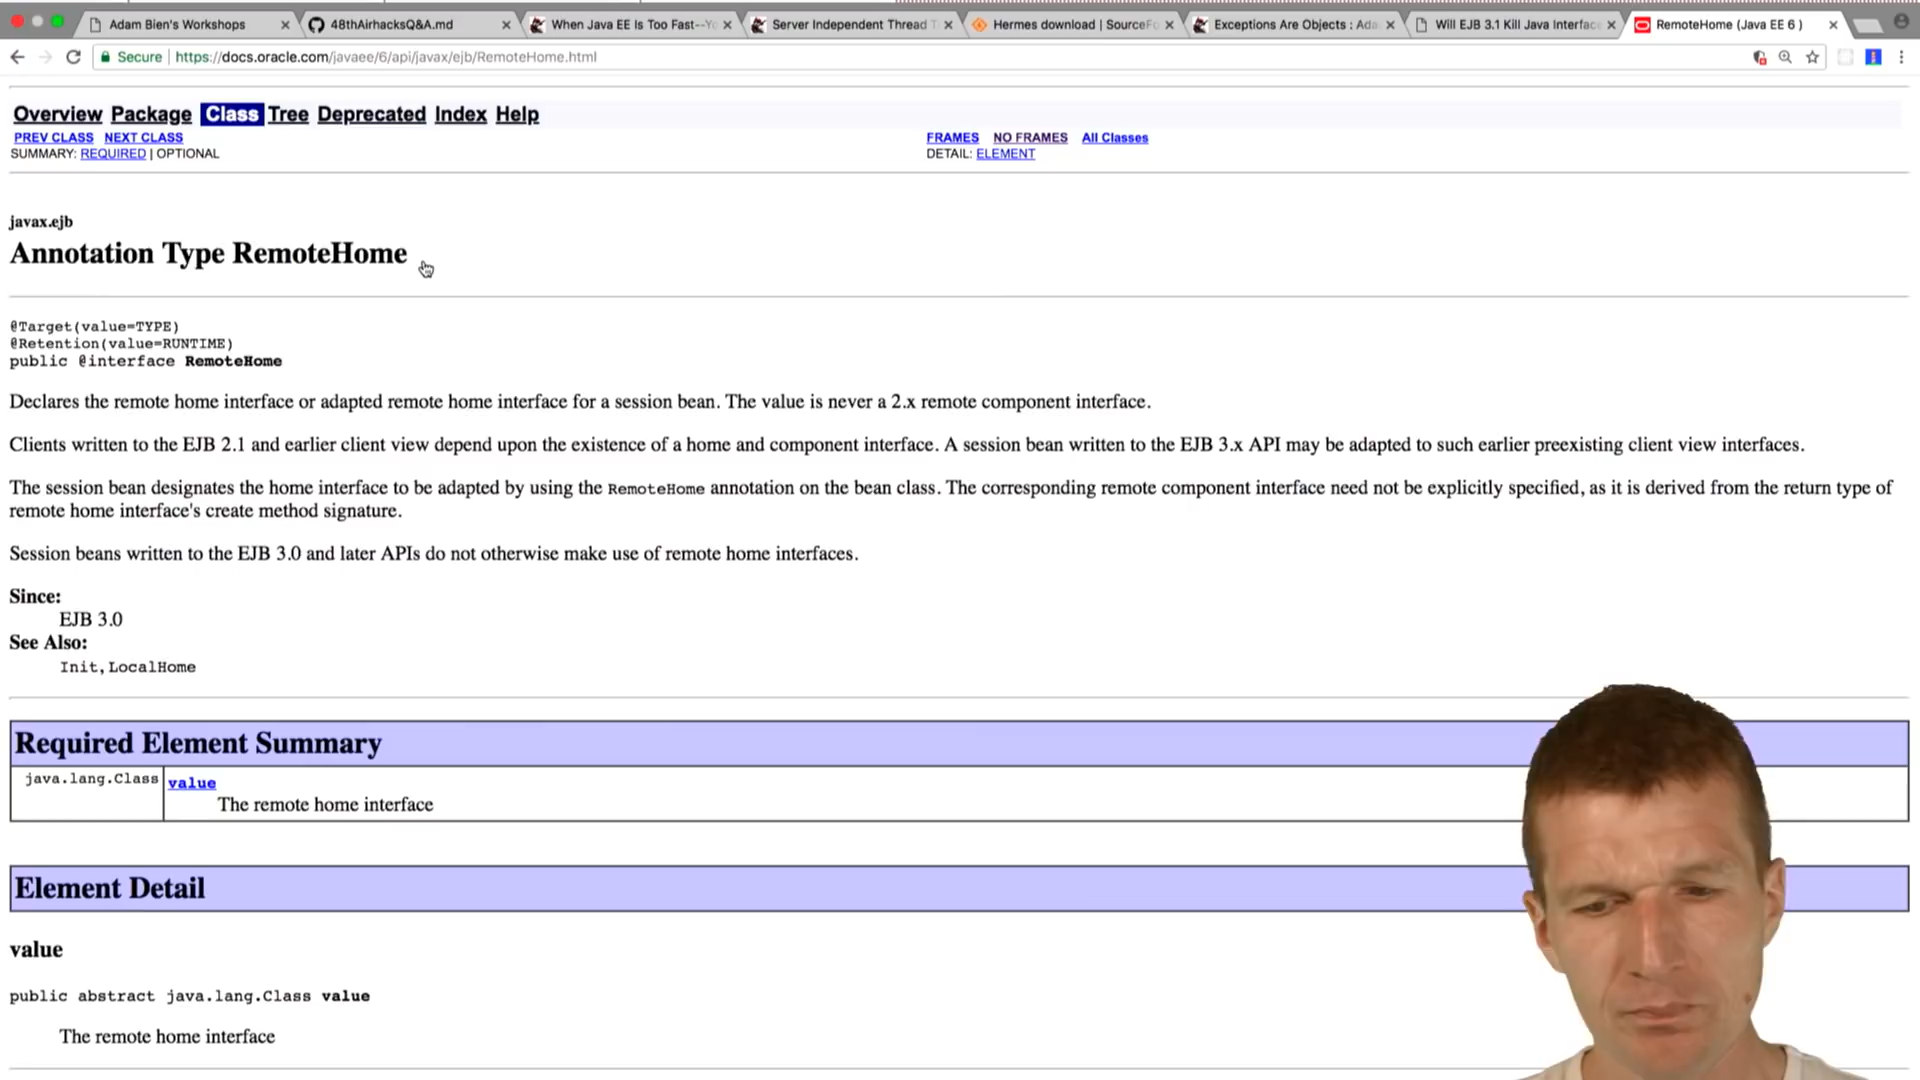 Adam Bien's Workshops
48thAirhacksQ&A.md
When Java EE Is Too Fast--Yo
Server Independent Thread T
Hermes download | SourceFo
Exceptions Are Objects : Ada
Will EJB 3.1 Kill Java Interface
RemoteHome (Java EE 6 )
Secure | https://docs.oracle.com/javaee/6/api/javax/ejb/RemoteHome.html
Overview Package Class Tree Deprecated Index Help
PREV CLASS NEXT CLASS
FRAMES NO FRAMES All Classes
SUMMARY: REQUIRED | OPTIONAL
DETAIL: ELEMENT
javax.ejb
Annotation Type RemoteHome
@Target(value=TYPE)
@Retention(value=RUNTIME)
public @interface RemoteHome
Declares the remote home interface or adapted remote home interface for a session bean. The value is never a 2.x remote component interface.
Clients written to the EJB 2.1 and earlier client view depend upon the existence of a home and component interface. A session bean written to the EJB 3.x API may be adapted to such earlier preexisting client view interfaces.
The session bean designates the home interface to be adapted by using the RemoteHome annotation on the bean class. The corresponding remote component interface need not be explicitly specified, as it is derived from the return type of
remote home interface's create method signature.
Session beans written to the EJB 3.0 and later APIs do not otherwise make use of remote home interfaces.
Since:
EJB 3.0
See Also:
Init, LocalHome
Required Element Summary
java.lang.Class value
The remote home interface
Element Detail
value
public abstract java.lang.Class value
The remote home interface